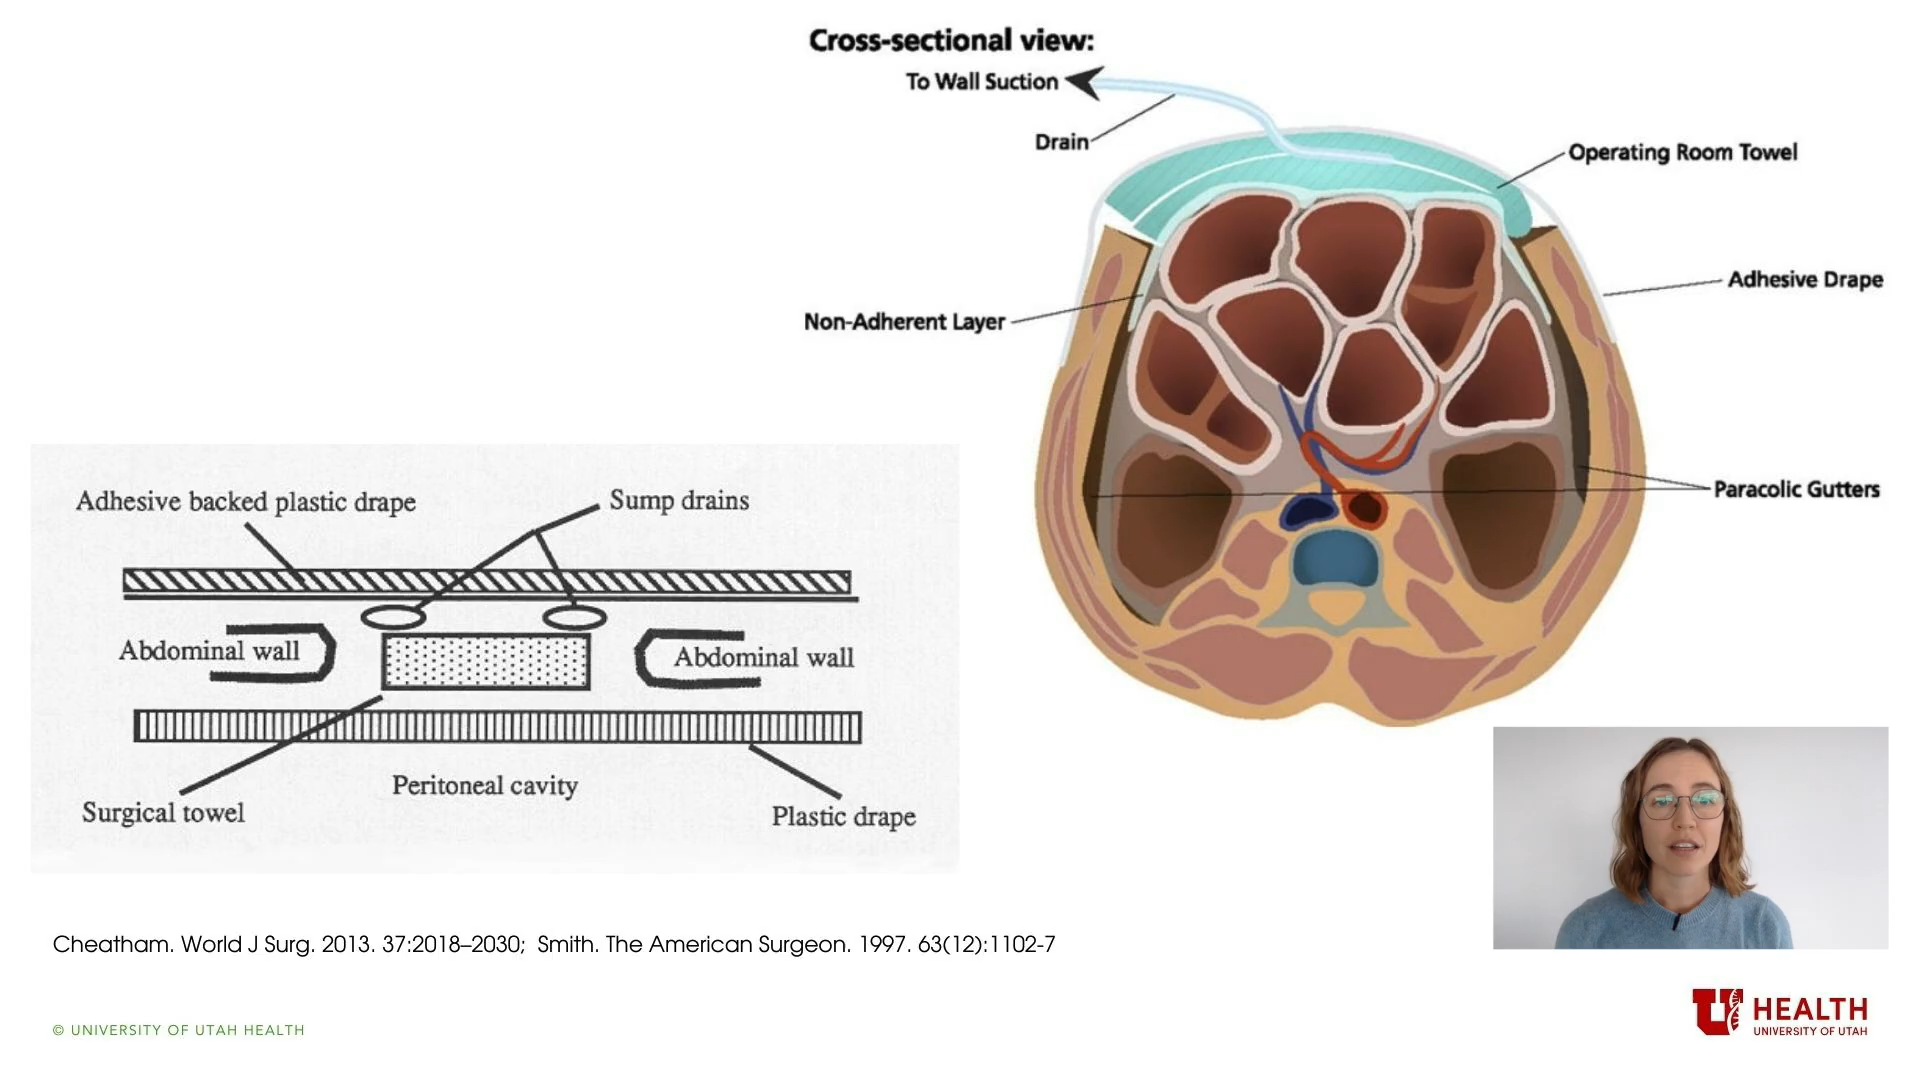 Cross-sectional view:
To Wall Suction
Drain
Operating Room Towel
Adhesive Drape
Non-Adherent Layer
Paracolic Gutters
Adhesive backed plastic drape
Sump drains
Abdominal wall
Abdominal wall
Peritoneal cavity
Surgical towel
Plastic drape
Cheatham. World J Surg. 2013. 37:2018–2030; Smith. The American Surgeon. 1997. 63(12):1102-7
© UNIVERSITY OF UTAH HEALTH
U HEALTH
UNIVERSITY OF UTAH